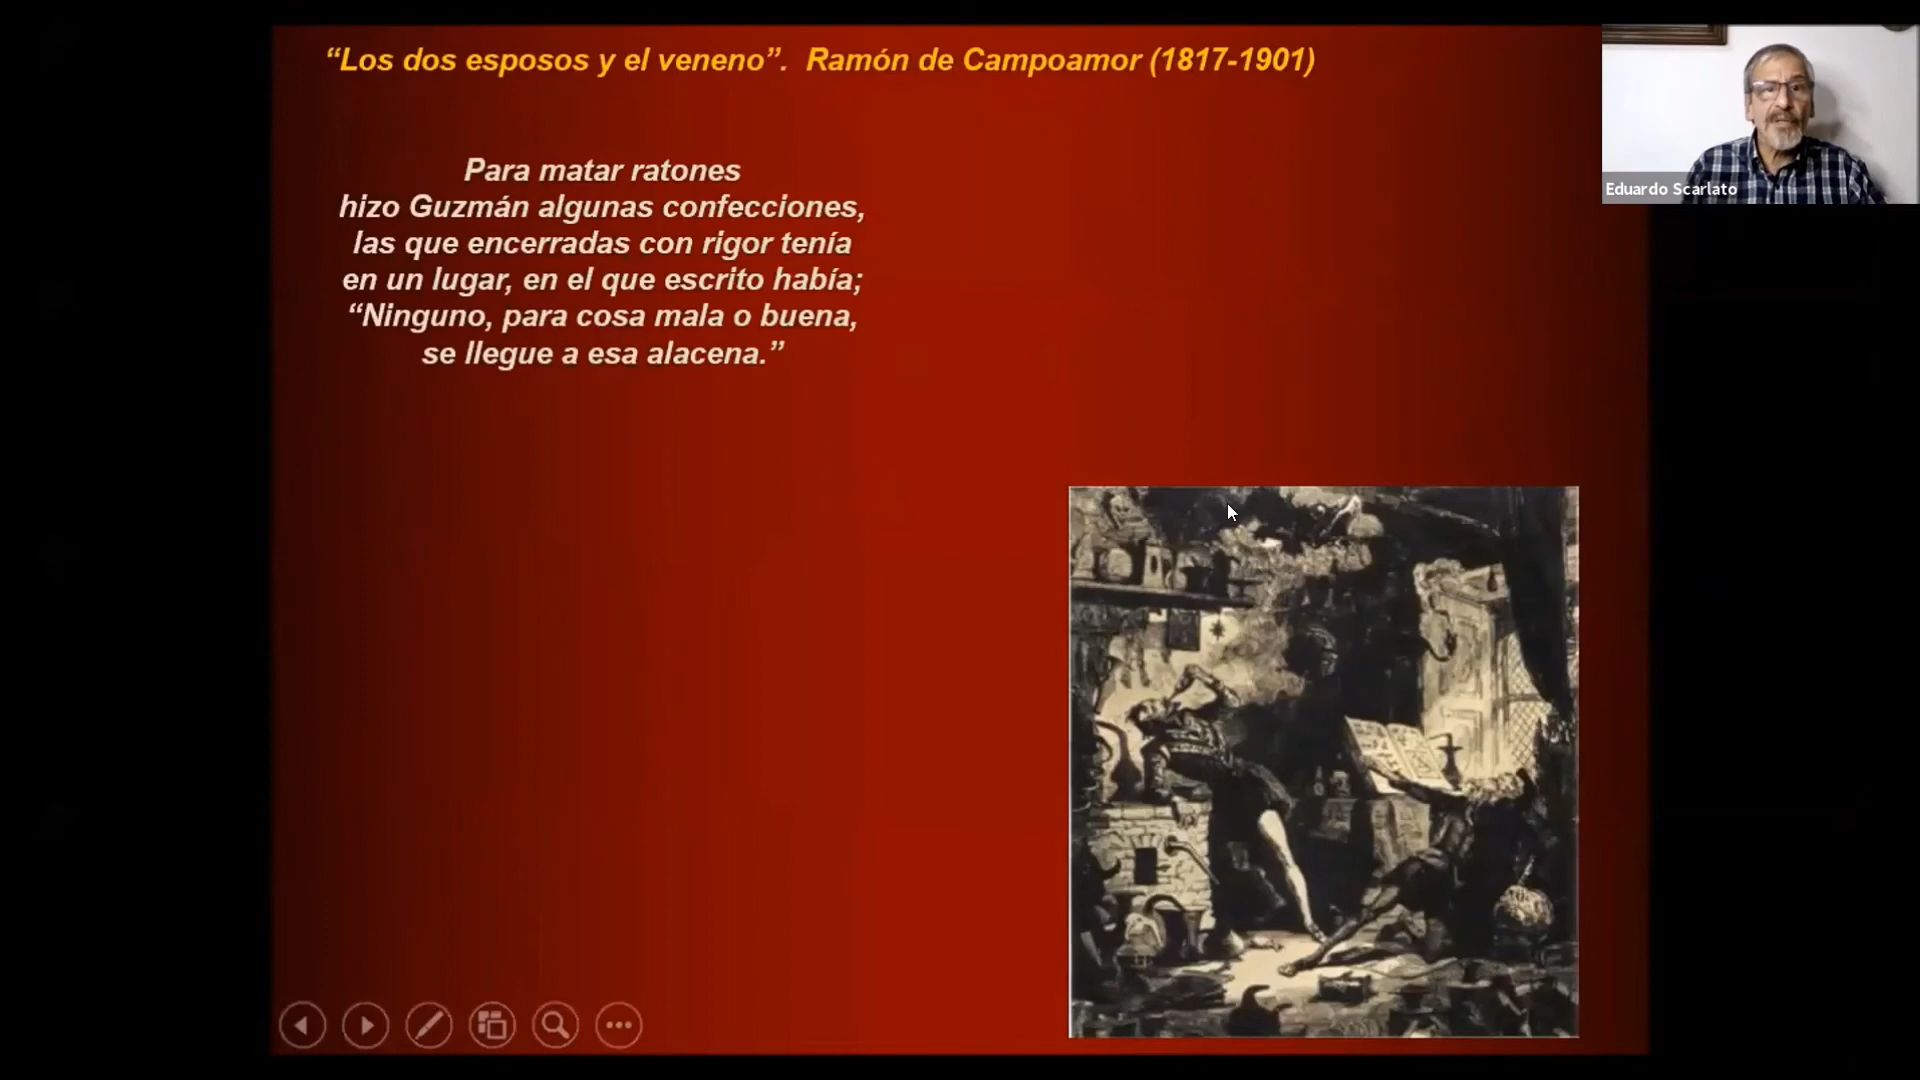 “Los dos esposos y el veneno”. Ramón de Campoamor (1817-1901)
Para matar ratones
hizo Guzmán algunas confecciones,
las que encerradas con rigor tenía
en un lugar, en el que escrito había;
“Ninguno, para cosa mala o buena,
se llegue a esa alacena.”
Eduardo Scarlato